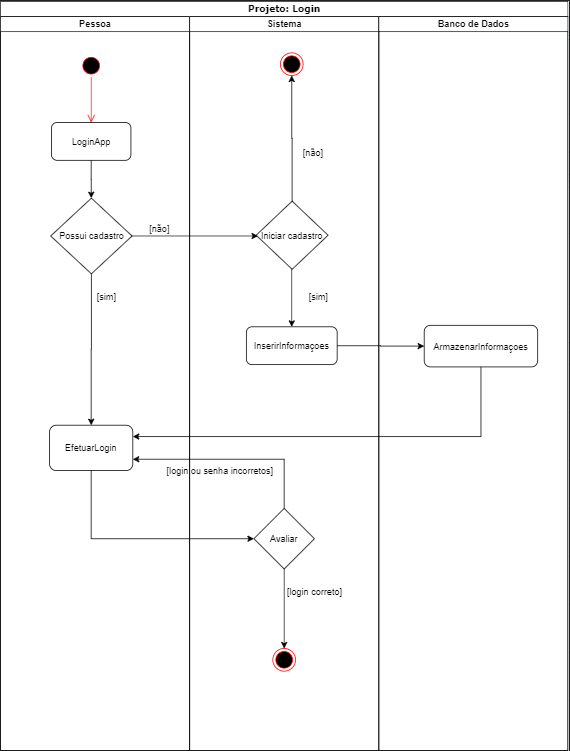 Projeto: Login
Pessoa
Sistema
Banco de Dados
LoginApp
[não]
Possui cadastro
[não]
Iniciar cadastro
[sim]
[sim]
InserirInformaçoes
ArmazenarInformaçoes
EfetuarLogin
[login ou senha incorretos]
Avaliar
[login correto]